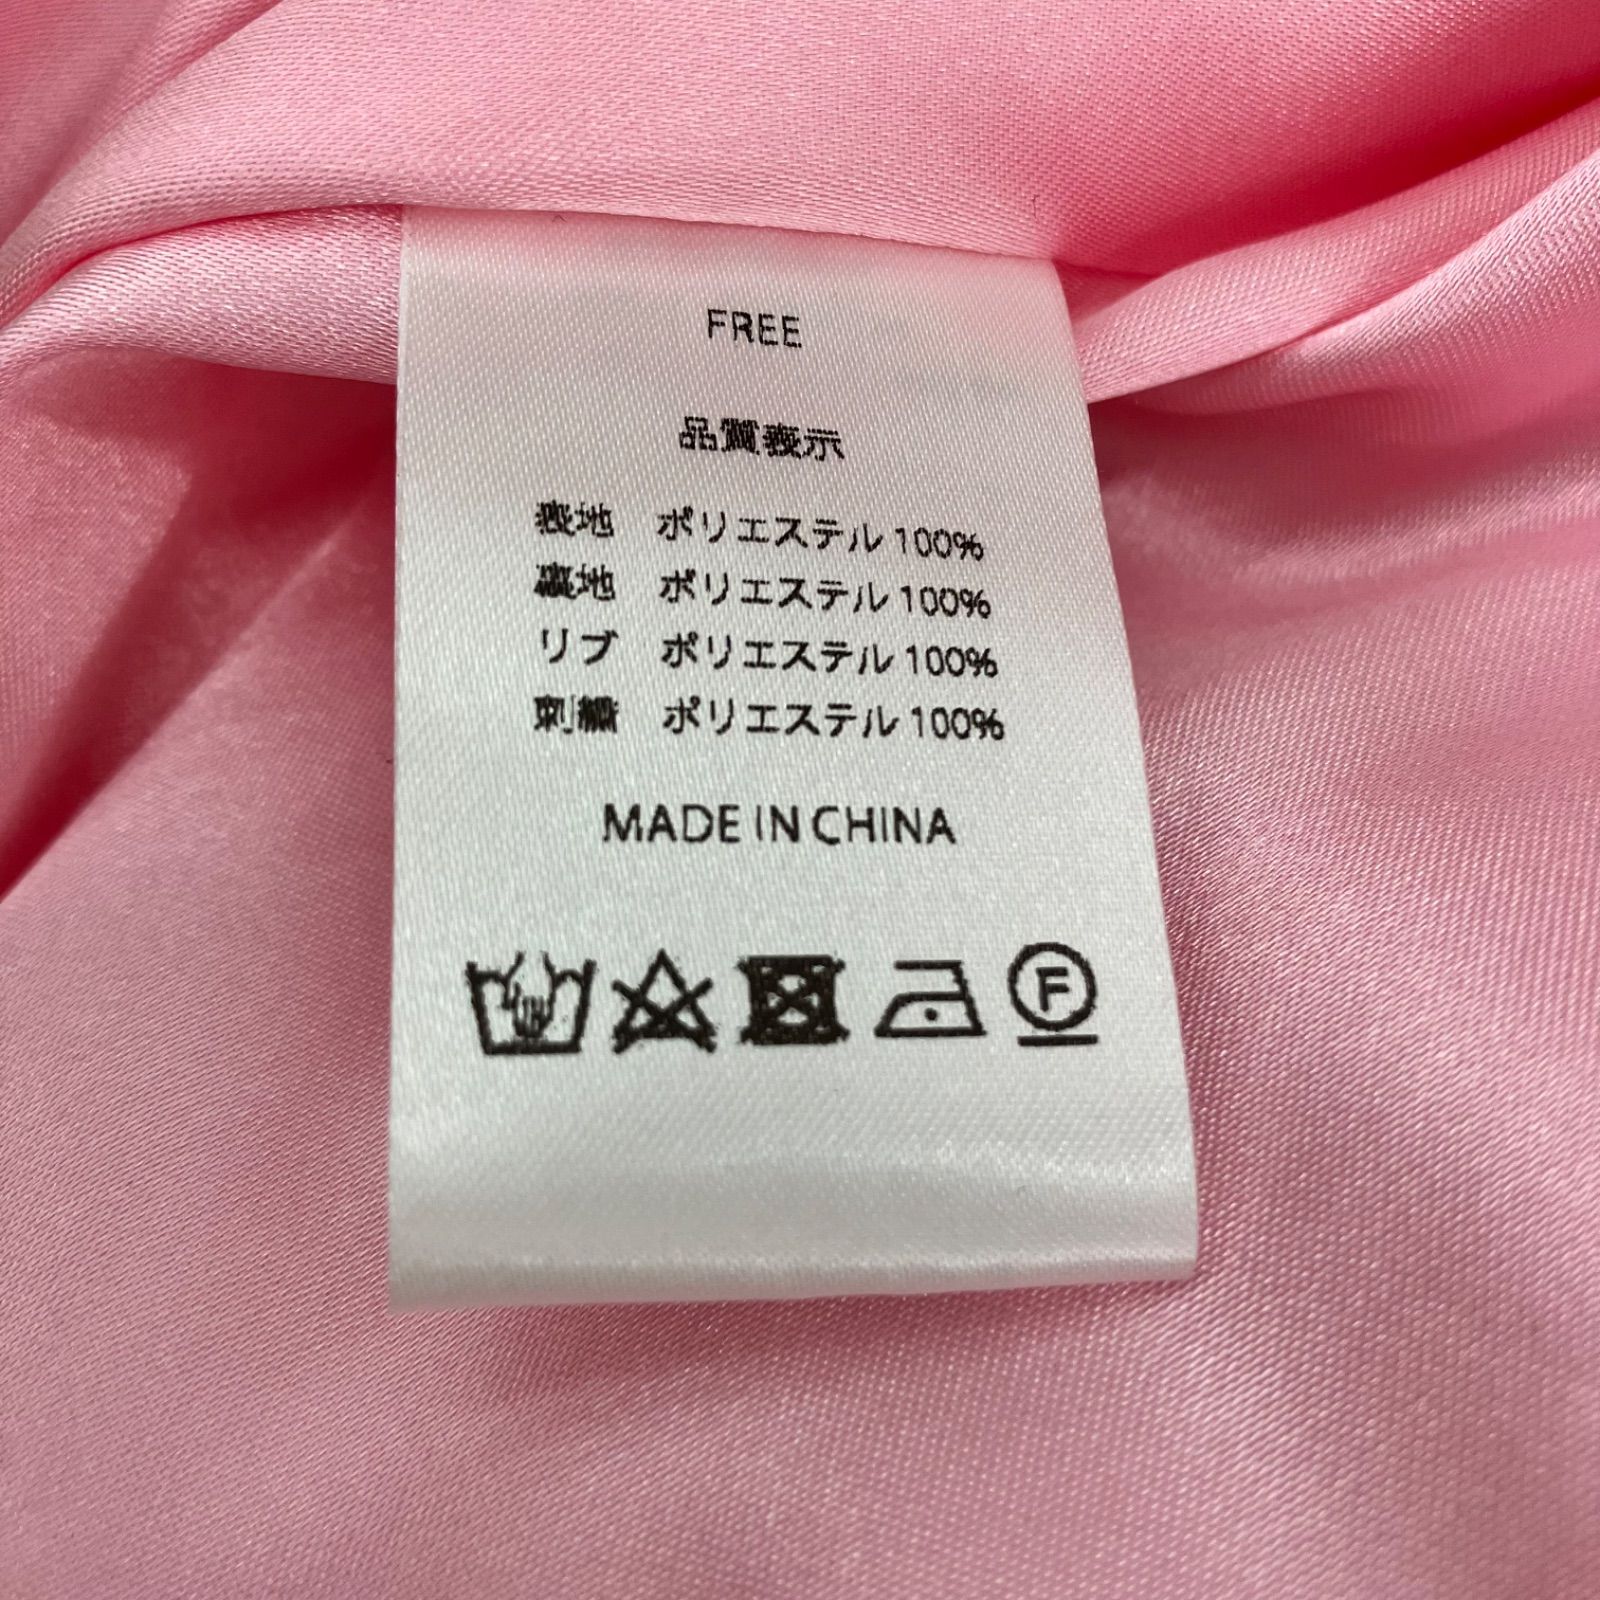 FREE
品質表示
表地 ポリエステル 100%
裏地 ポリエステル 100%
リブ ポリエステル 100%
刺繍 ポリエステル 100%
MADE IN CHINA
F